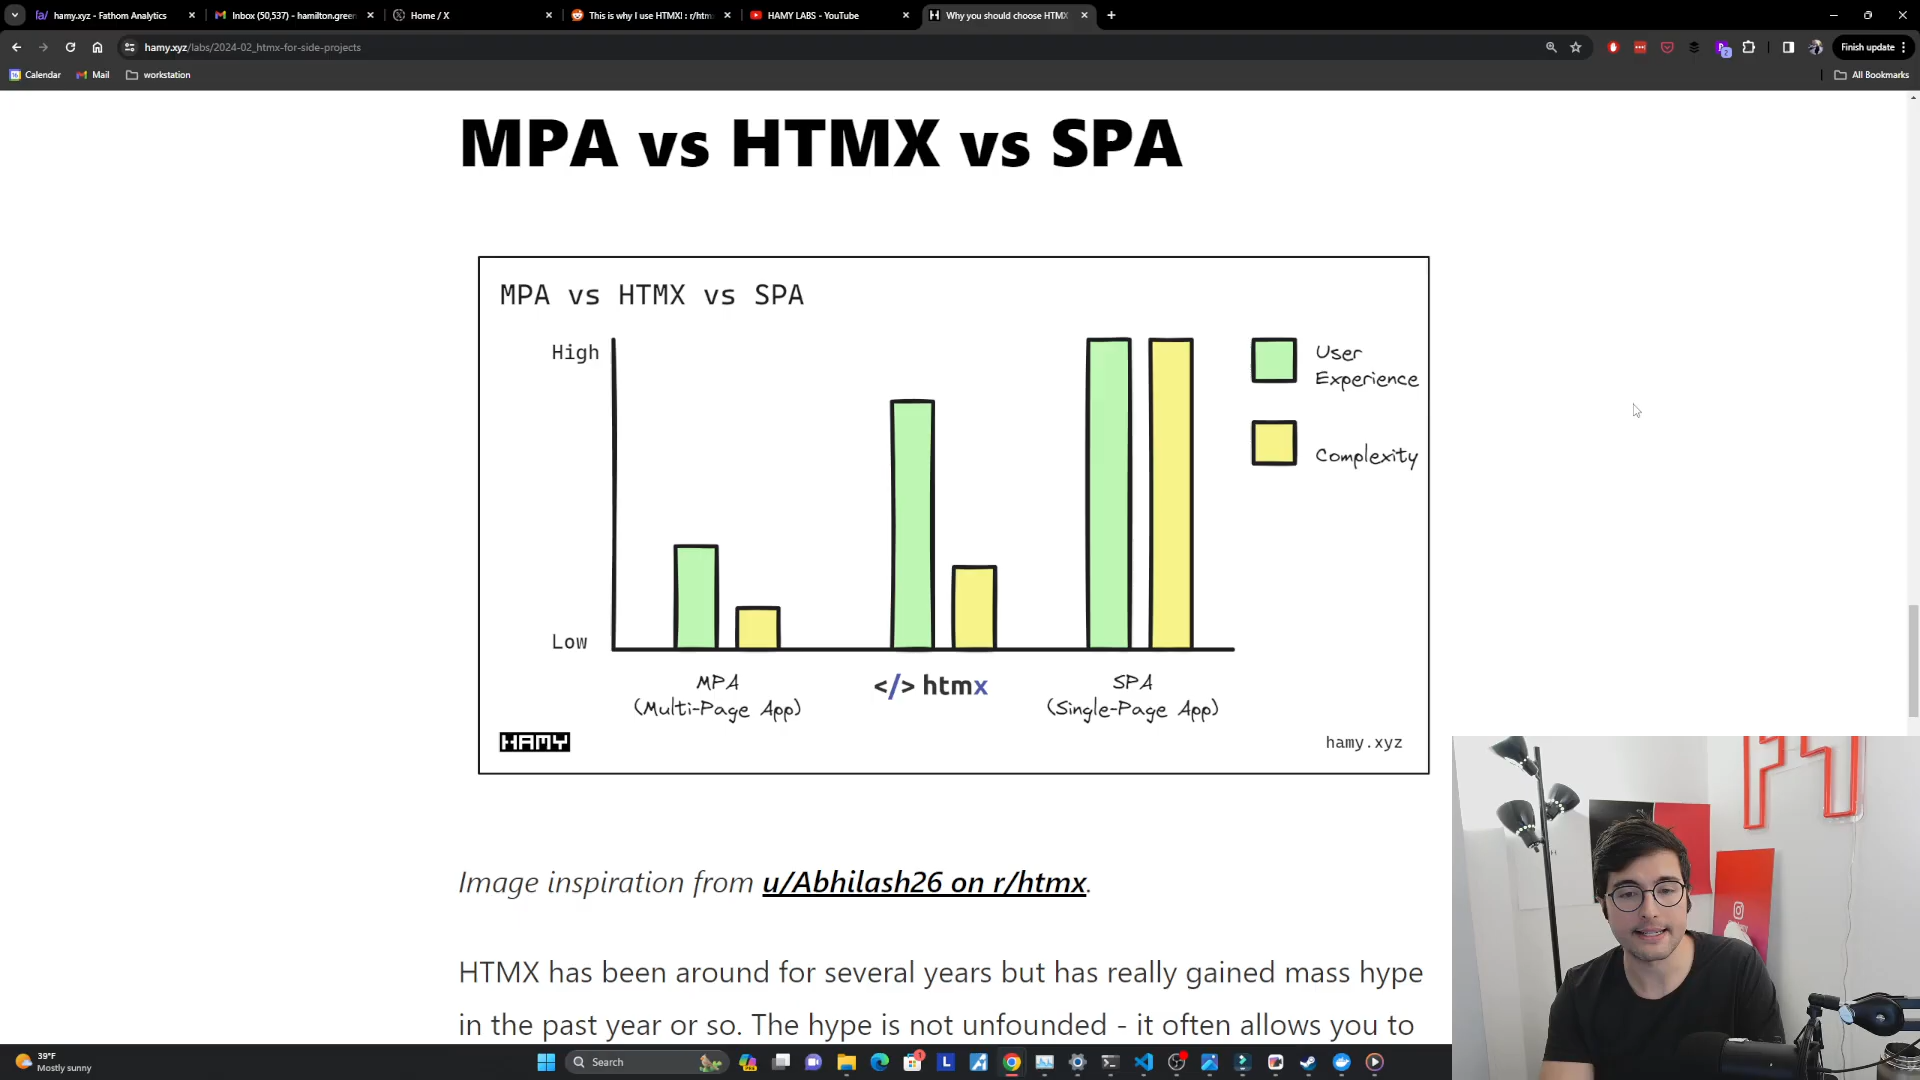 hamy.xyz - Fathom Analytics
Inbox (50,537) - hamilton.green
Home / X
This is why I use HTMX! : r/htm
HAMY LABS - YouTube
Why you should choose HTMX
hamy.xyz/labs/2024-02_htmx-for-side-projects
Finish update
Calendar
Mail
workstation
All Bookmarks
MPA vs HTMX vs SPA
MPA vs HTMX vs SPA
High
Low
User
Experience
Complexity
MPA
(Multi-Page App)
</> htmx
SPA
(Single-Page App)
HAMY
hamy.xyz
Image inspiration from u/Abhilash26 on r/htmx.
HTMX has been around for several years but has really gained mass hype
in the past year or so. The hype is not unfounded - it often allows you to
39°F
Mostly sunny
Search